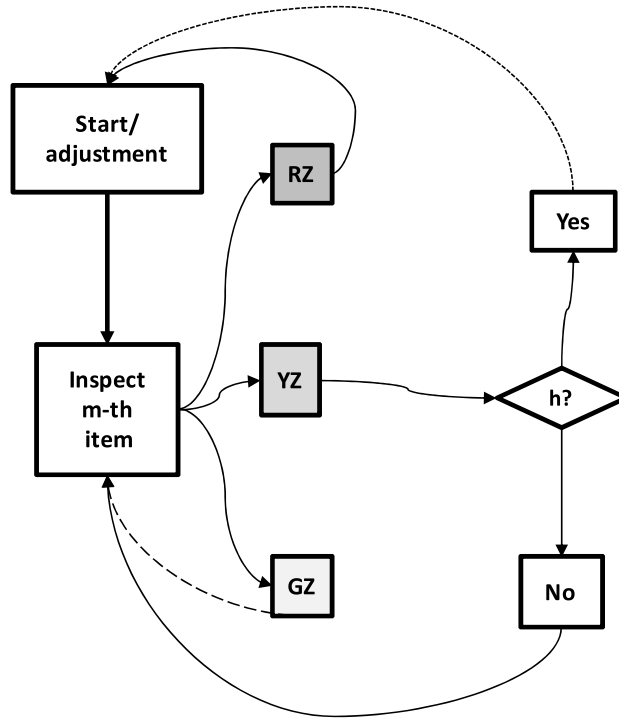 Start/
adjustment
RZ
Yes
Inspect
m-th
item
YZ
h?
GZ
No